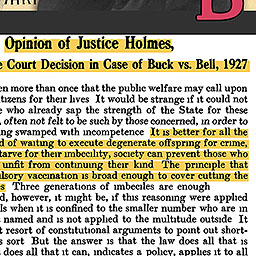 B
Opinion of Justice Holmes,
Court Decision in Case of Buck vs. Bell, 1927
en more than once that the public welfare may call upon
tizens for their lives It would be strange if it could not
e who already sap the strength of the State for these
, often not felt to be such by those concerned, in order to
ng swamped with incompetence It is better for all the
d of waiting to execute degenerate offspring for crime,
tarve for their imbecility, society can prevent those who
unfit from continuing their kind The principle that
ulsory vaccination is broad enough to cover cutting the
es Three generations of imbeciles are enough
d, however, it might be, if this reasoning were applied
ls when it is confined to the smaller number who are in
named and is not applied to the multitude outside It
t resort of constitutional arguments to point out short-
s sort But the answer is that the law does all that is
does all that it can, indicates a policy, applies it to all